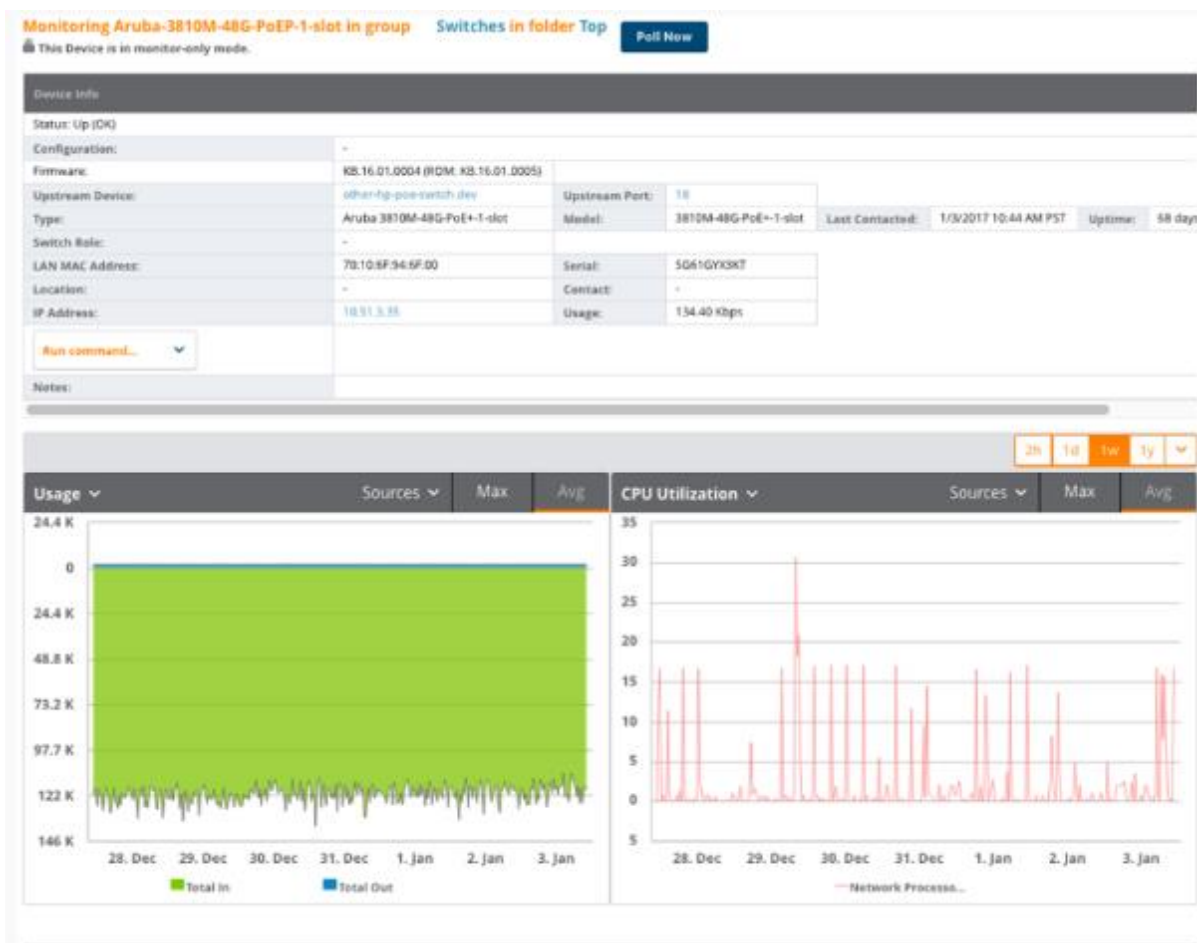 Monitoring Aruba-3810M-48G-PoEP-1-slot in group Switches in folder Top Poll Now
This Device is in monitor-only mode.
Device Info
Status: Up (OK)
Configuration: -
Firmware: KB.16.01.0004 (ROM: KB.16.01.0005)
Upstream Device: other-hp-poe-switch.dev Upstream Port: 18
Type: Aruba 3810M-48G-PoE+-1-slot Model: 3810M-48G-PoE+-1-slot Last Contacted: 1/3/2017 10:44 AM PST Uptime: 58 days
Switch Role: -
LAN MAC Address: 70:10:6F:94:6F:00 Serial: SG61GYX3KT
Location: - Contact: -
IP Address: 10.51.3.35 Usage: 134.40 Kbps
Run command...
Notes:
2h 1d 1w 1y
Usage Sources Max Avg CPU Utilization Sources Max Avg
24.4 K
0
24.4 K
48.8 K
73.2 K
97.7 K
122 K
146 K
28. Dec 29. Dec 30. Dec 31. Dec 1. Jan 2. Jan 3. Jan
Total In Total Out
35
30
25
20
15
10
5
0
5
28. Dec 29. Dec 30. Dec 31. Dec 1. Jan 2. Jan 3. Jan
Network Processo...